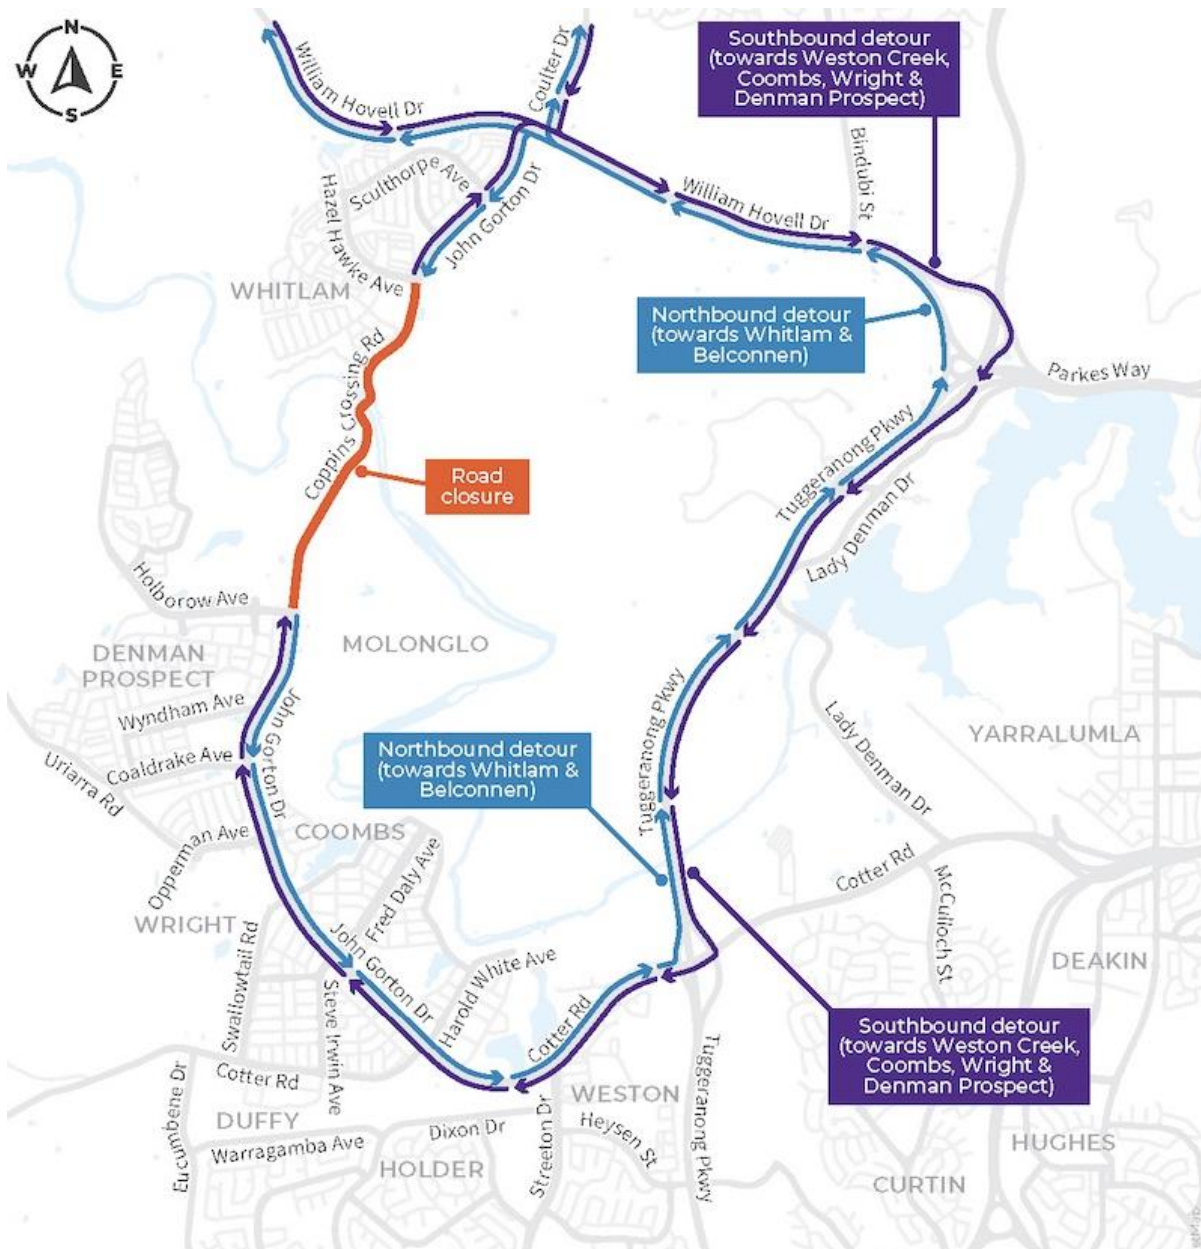 N
W
E
S
William Hovell Dr
Coulter Dr
Southbound detour
(towards Weston Creek,
Coombs, Wright &
Denman Prospect)
Bindubi St
Sculthorpe Ave
Hazel Hawke Ave
John Gorton Dr
William Hovell Dr
WHITLAM
Northbound detour
(towards Whitlam &
Belconnen)
Parkes Way
Coppins Crossing Rd
Road
closure
Tuggeranong Pkwy
Lady Denman Dr
Holborow Ave
MOLONGLO
DENMAN
PROSPECT
Wyndham Ave
John Gorton Dr
Coaldrake Ave
Uriarra Rd
Opperman Ave
Northbound detour
(towards Whitlam &
Belconnen)
Tuggeranong Pkwy
Lady Denman Dr
YARRALUMLA
COOMBS
Fred Daly Ave
Cotter Rd
McCulloch St
WRIGHT
Swallowtail Rd
John Gorton Dr
Harold White Ave
Steve Irwin Ave
Cotter Rd
DEAKIN
Southbound detour
(towards Weston Creek,
Coombs, Wright &
Denman Prospect)
Cotter Rd
Eucumbene Dr
DUFFY
Warragamba Ave
Dixon Dr
HOLDER
Streeton Dr
WESTON
Heysen St
Tuggeranong Pkwy
HUGHES
CURTIN